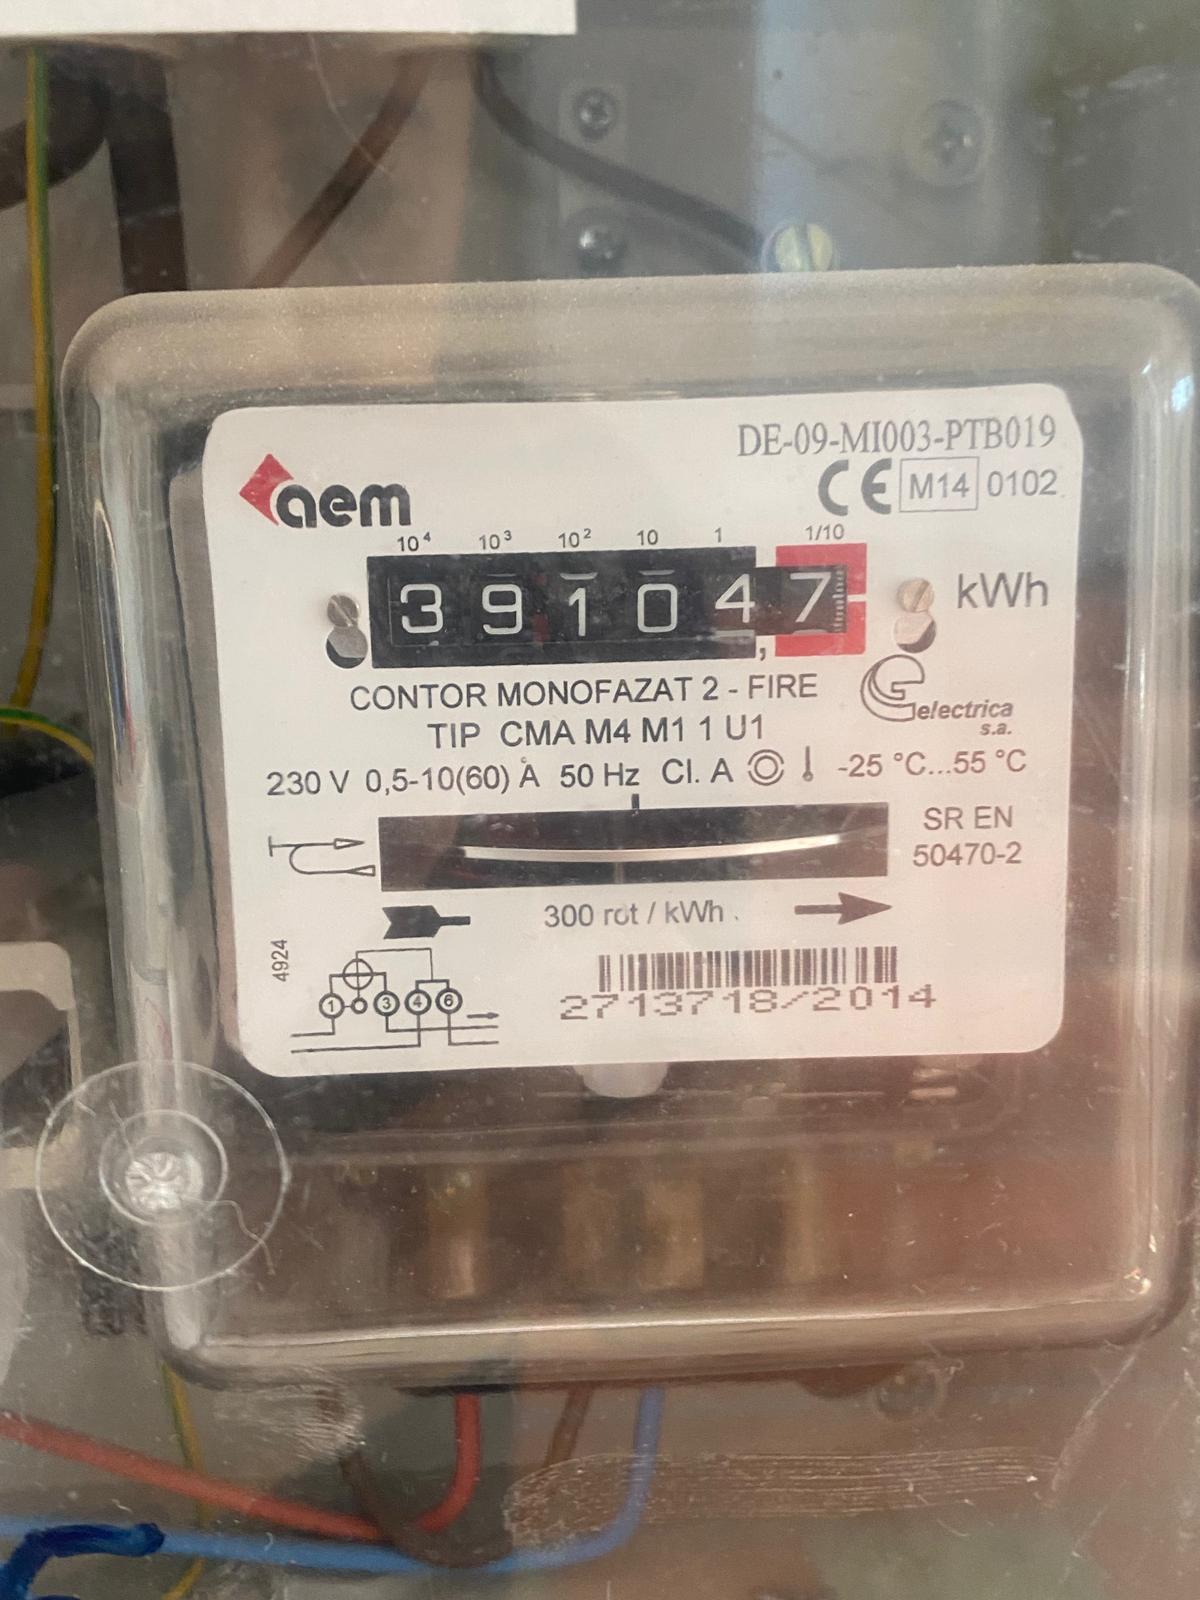 DE-09-MI003-PTB019
aem
CE M14 0102
10⁴ 10³ 10² 10 1 1/10
3 9 1 0 4 , 7 kWh
CONTOR MONOFAZAT 2 - FIRE
electrica
s.a.
TIP CMA M4 M1 1 U1
230 V 0,5-10(60) A 50 Hz Cl. A -25 °C...55 °C
SR EN
50470-2
300 rot / kWh .
4924
1 3 4 6
2713718/2014